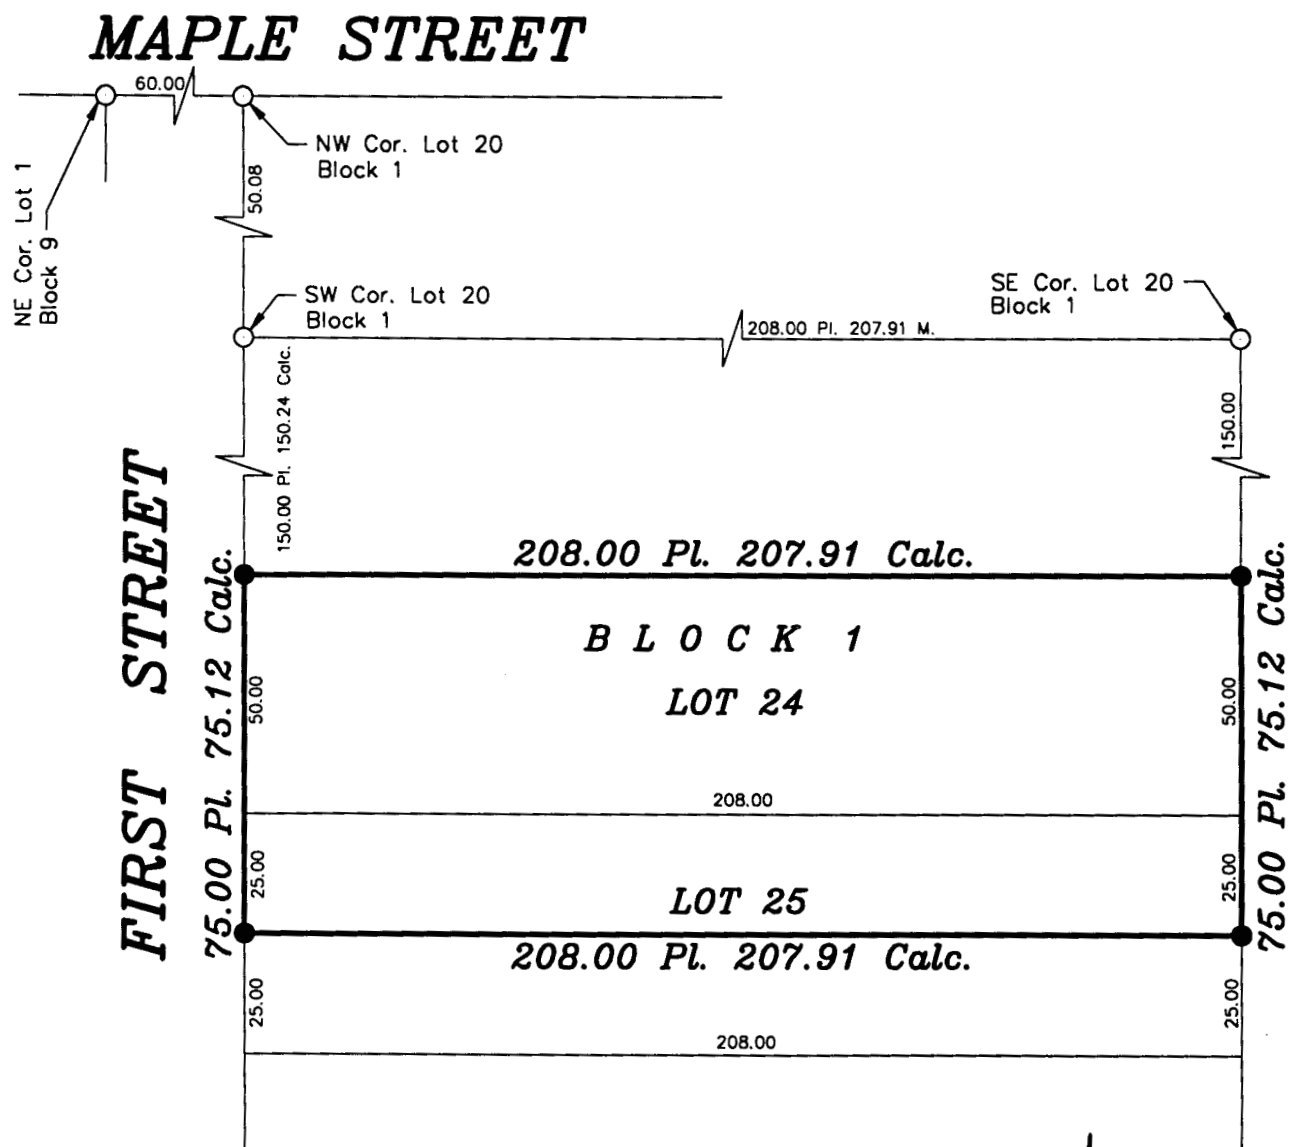 MAPLE STREET
60.00
NW Cor. Lot 20
Block 1
NE Cor. Lot 1
Block 9
50.08
SW Cor. Lot 20
Block 1
SE Cor. Lot 20
Block 1
208.00 Pl. 207.91 M.
150.00 Pl. 150.24 Calc.
150.00
FIRST STREET
208.00 Pl. 207.91 Calc.
75.00 Pl. 75.12 Calc.
75.00 Pl. 75.12 Calc.
BLOCK 1
LOT 24
50.00
50.00
208.00
25.00
25.00
LOT 25
208.00 Pl. 207.91 Calc.
25.00
25.00
208.00